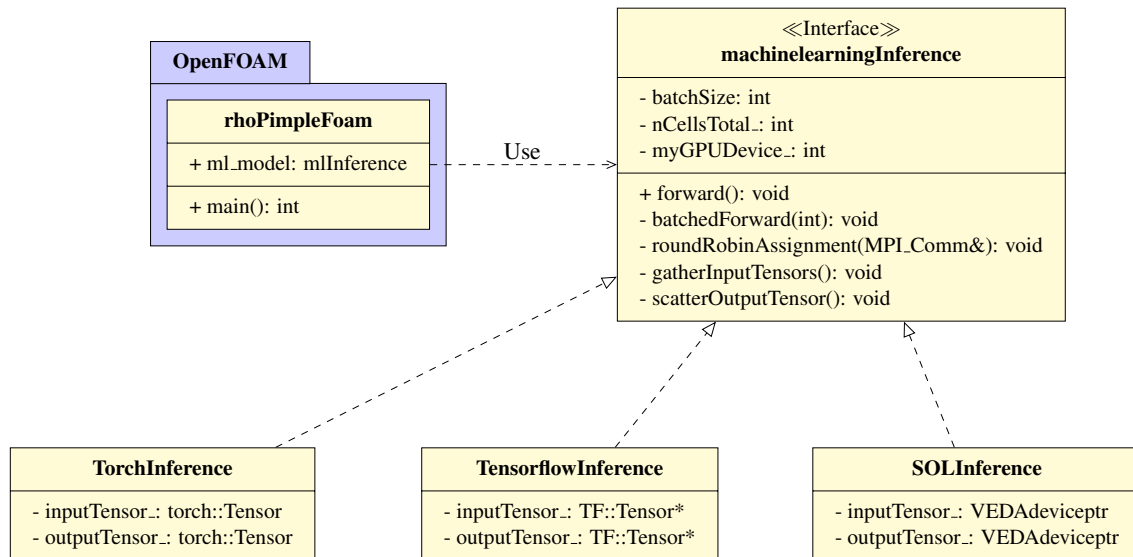 OpenFOAM
rhoPimpleFoam
+ ml_model: mlInference
+ main(): int
Use
≪Interface≫
machinelearningInference
- batchSize: int
- nCellsTotal_: int
- myGPUDevice_: int
+ forward(): void
- batchedForward(int): void
- roundRobinAssignment(MPI_Comm&): void
- gatherInputTensors(): void
- scatterOutputTensor(): void
TorchInference
- inputTensor_: torch::Tensor
- outputTensor_: torch::Tensor
TensorflowInference
- inputTensor_: TF::Tensor*
- outputTensor_: TF::Tensor*
SOLInference
- inputTensor_: VEDAdeviceptr
- outputTensor_: VEDAdeviceptr